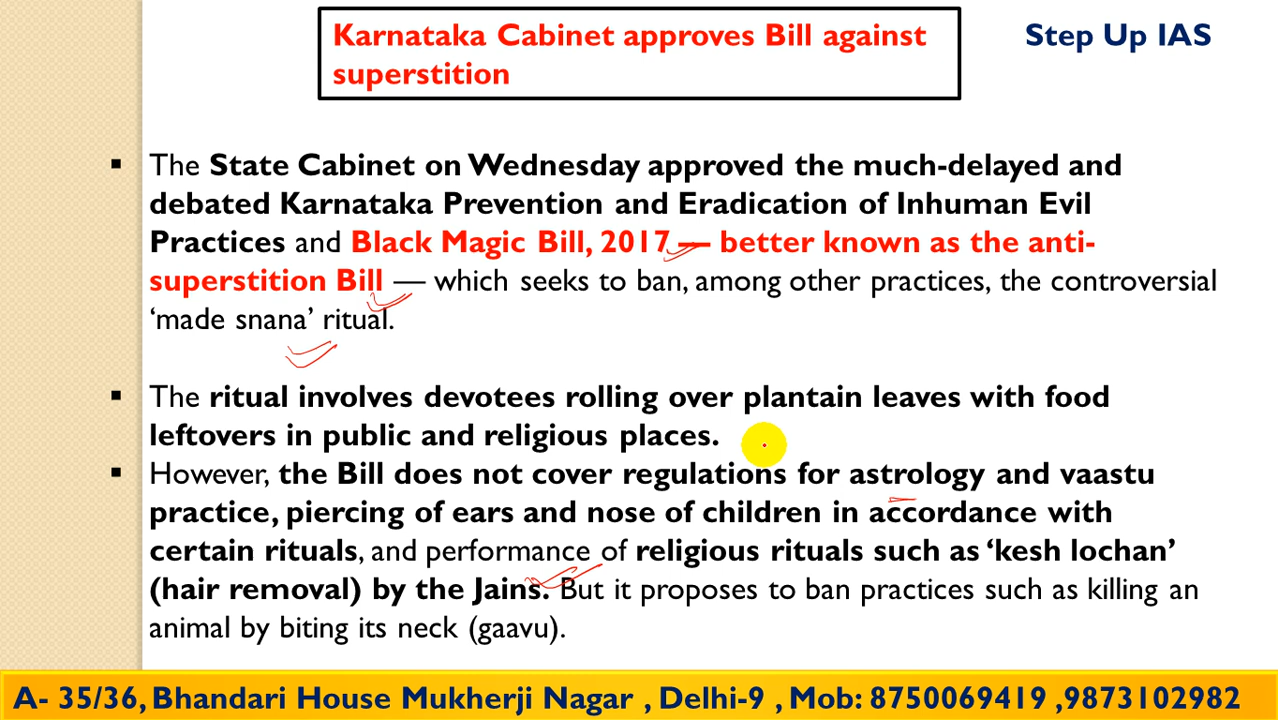 Karnataka Cabinet approves Bill against
superstition
Step Up IAS
▪ The State Cabinet on Wednesday approved the much-delayed and
debated Karnataka Prevention and Eradication of Inhuman Evil
Practices and Black Magic Bill, 2017 — better known as the anti-
superstition Bill — which seeks to ban, among other practices, the controversial
‘made snana’ ritual.
▪ The ritual involves devotees rolling over plantain leaves with food
leftovers in public and religious places.
▪ However, the Bill does not cover regulations for astrology and vaastu
practice, piercing of ears and nose of children in accordance with
certain rituals, and performance of religious rituals such as ‘kesh lochan’
(hair removal) by the Jains. But it proposes to ban practices such as killing an
animal by biting its neck (gaavu).
A- 35/36, Bhandari House Mukherji Nagar , Delhi-9 , Mob: 8750069419 ,9873102982